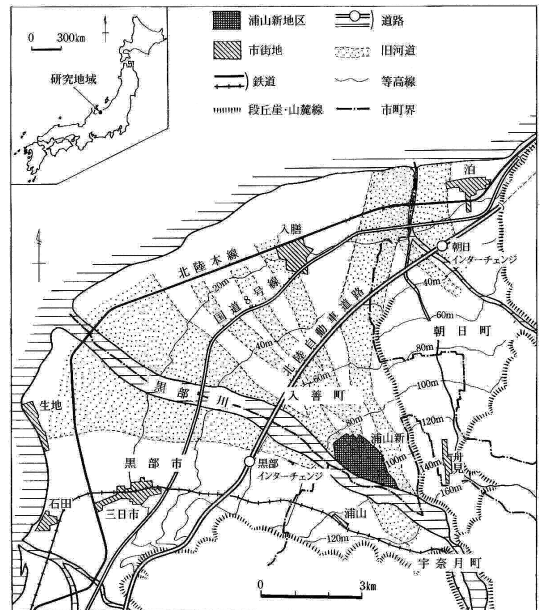 0 300km
研究地域
浦山新地区
道路
市街地
旧河道
鉄道
等高線
段丘座・山麓線
市町界
泊
入膳
北陸本線
20m
国道8号線
40m
北陸自動車道路
60m
朝日
インターチェンジ
40m
60m
朝日町
80m
100m
120m
黒部川
入善町
80m
浦山新
100m
舟見
140m
160m
生地
黒部市
黒部
インターチェンジ
石田
三日市
浦山
120m
宇奈月町
0 3km